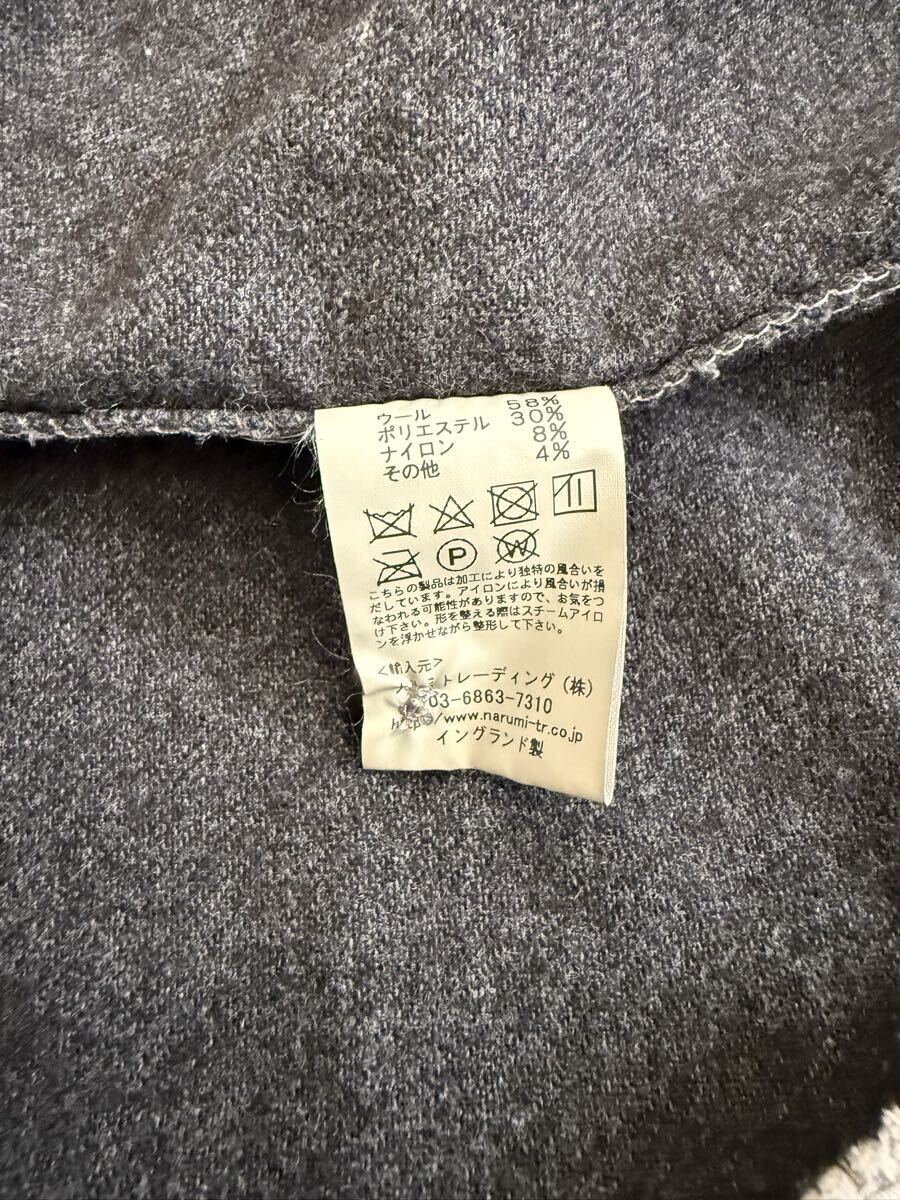 ウール 58%
ポリエステル 30%
ナイロン 8%
その他 4%
P W
こちらの製品は加工により独特の風合いを
だしています。アイロンにより風合いが損
なわれる可能性がありますので、お気をつ
け下さい。形を整える際はスチームアイロ
ンを浮かせながら整形して下さい。
<輸入元>
トレーディング(株)
03-6863-7310
www.narumi-tr.co.jp
イングランド製